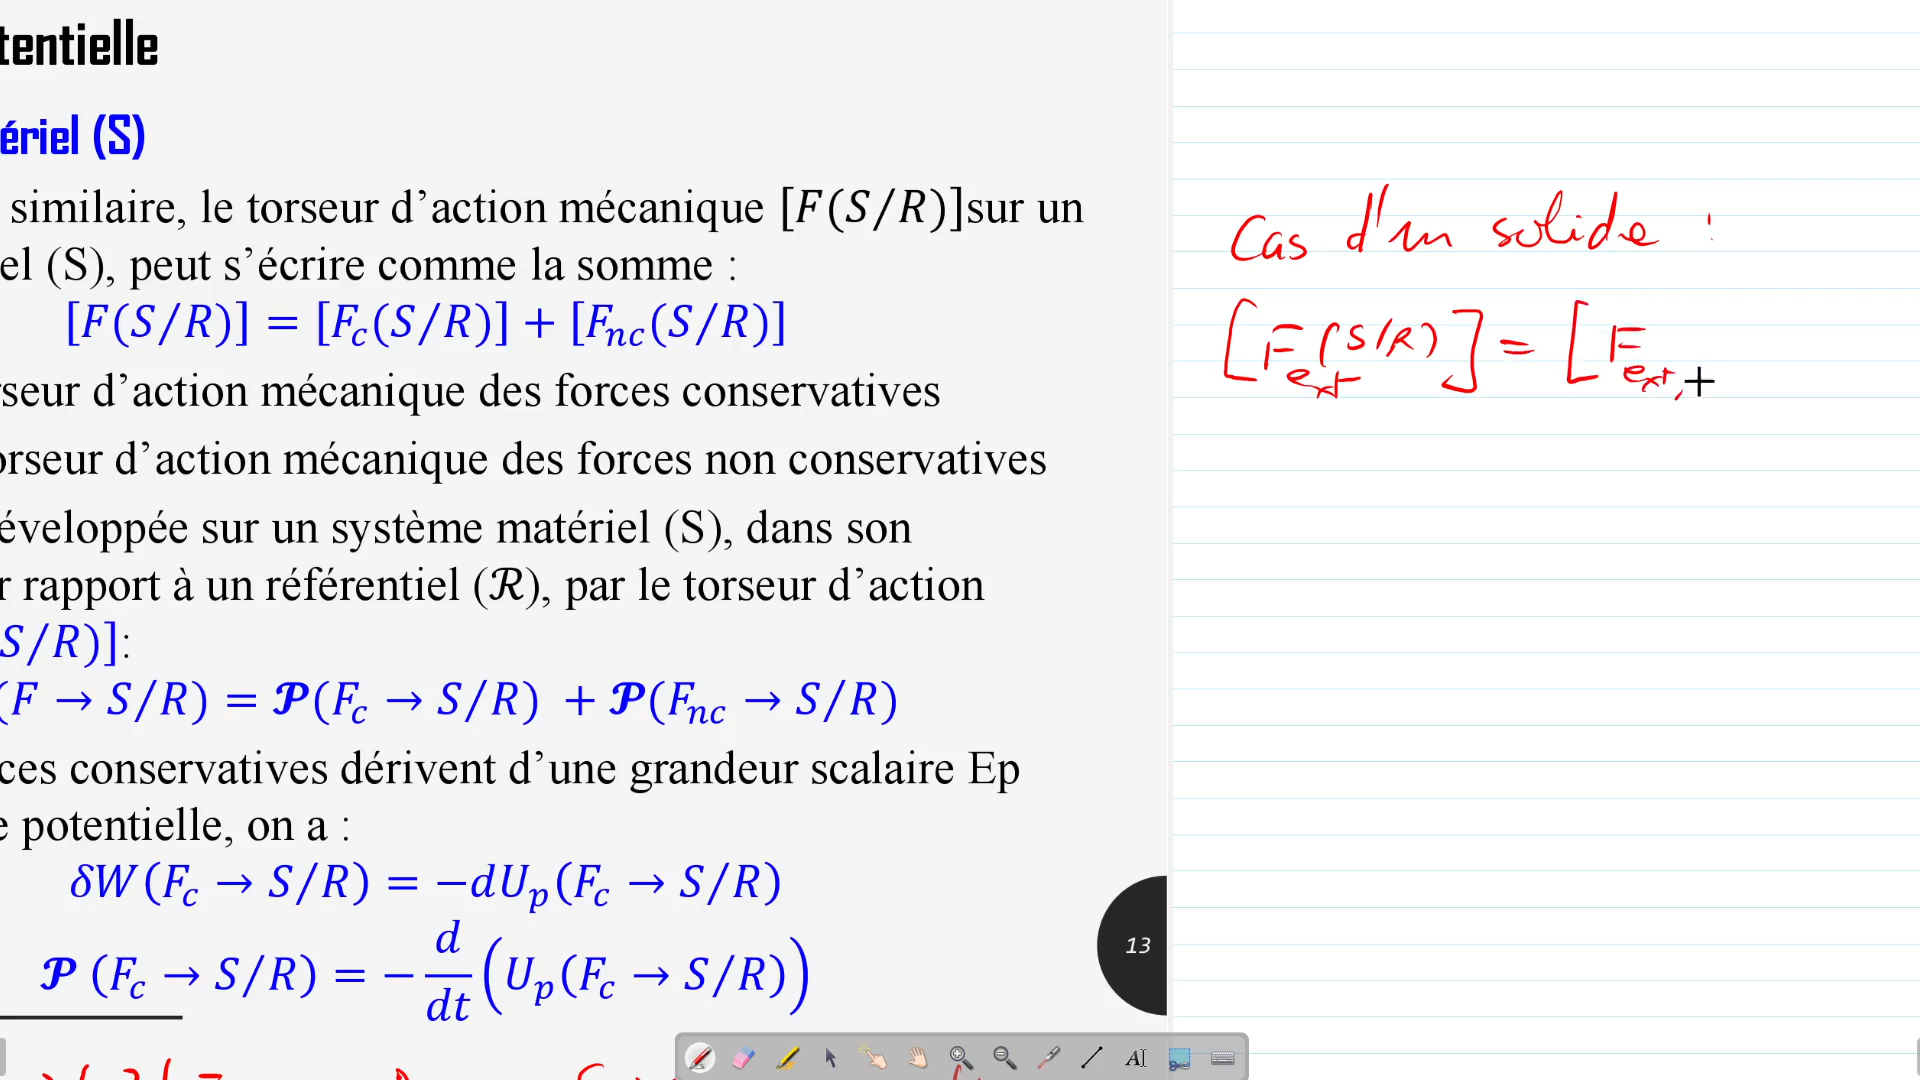 tentielle
ériel (S)
similaire, le torseur d’action mécanique [F(S/R)]sur un
el (S), peut s’écrire comme la somme :
[F(S/R)] = [F_c(S/R)] + [F_nc(S/R)]
rseur d’action mécanique des forces conservatives
orseur d’action mécanique des forces non conservatives
éveloppée sur un système matériel (S), dans son
r rapport à un référentiel (ℛ), par le torseur d’action
S/R)]:
(F → S/R) = 𝓟(F_c → S/R) + 𝓟(F_nc → S/R)
ces conservatives dérivent d’une grandeur scalaire Ep
e potentielle, on a :
δW(F_c → S/R) = −dU_p(F_c → S/R)
𝓟 (F_c → S/R) = − d/dt (U_p(F_c → S/R))
13
Cas d'un solide :
[F_ext (S/R)] = [F_ext,
AI